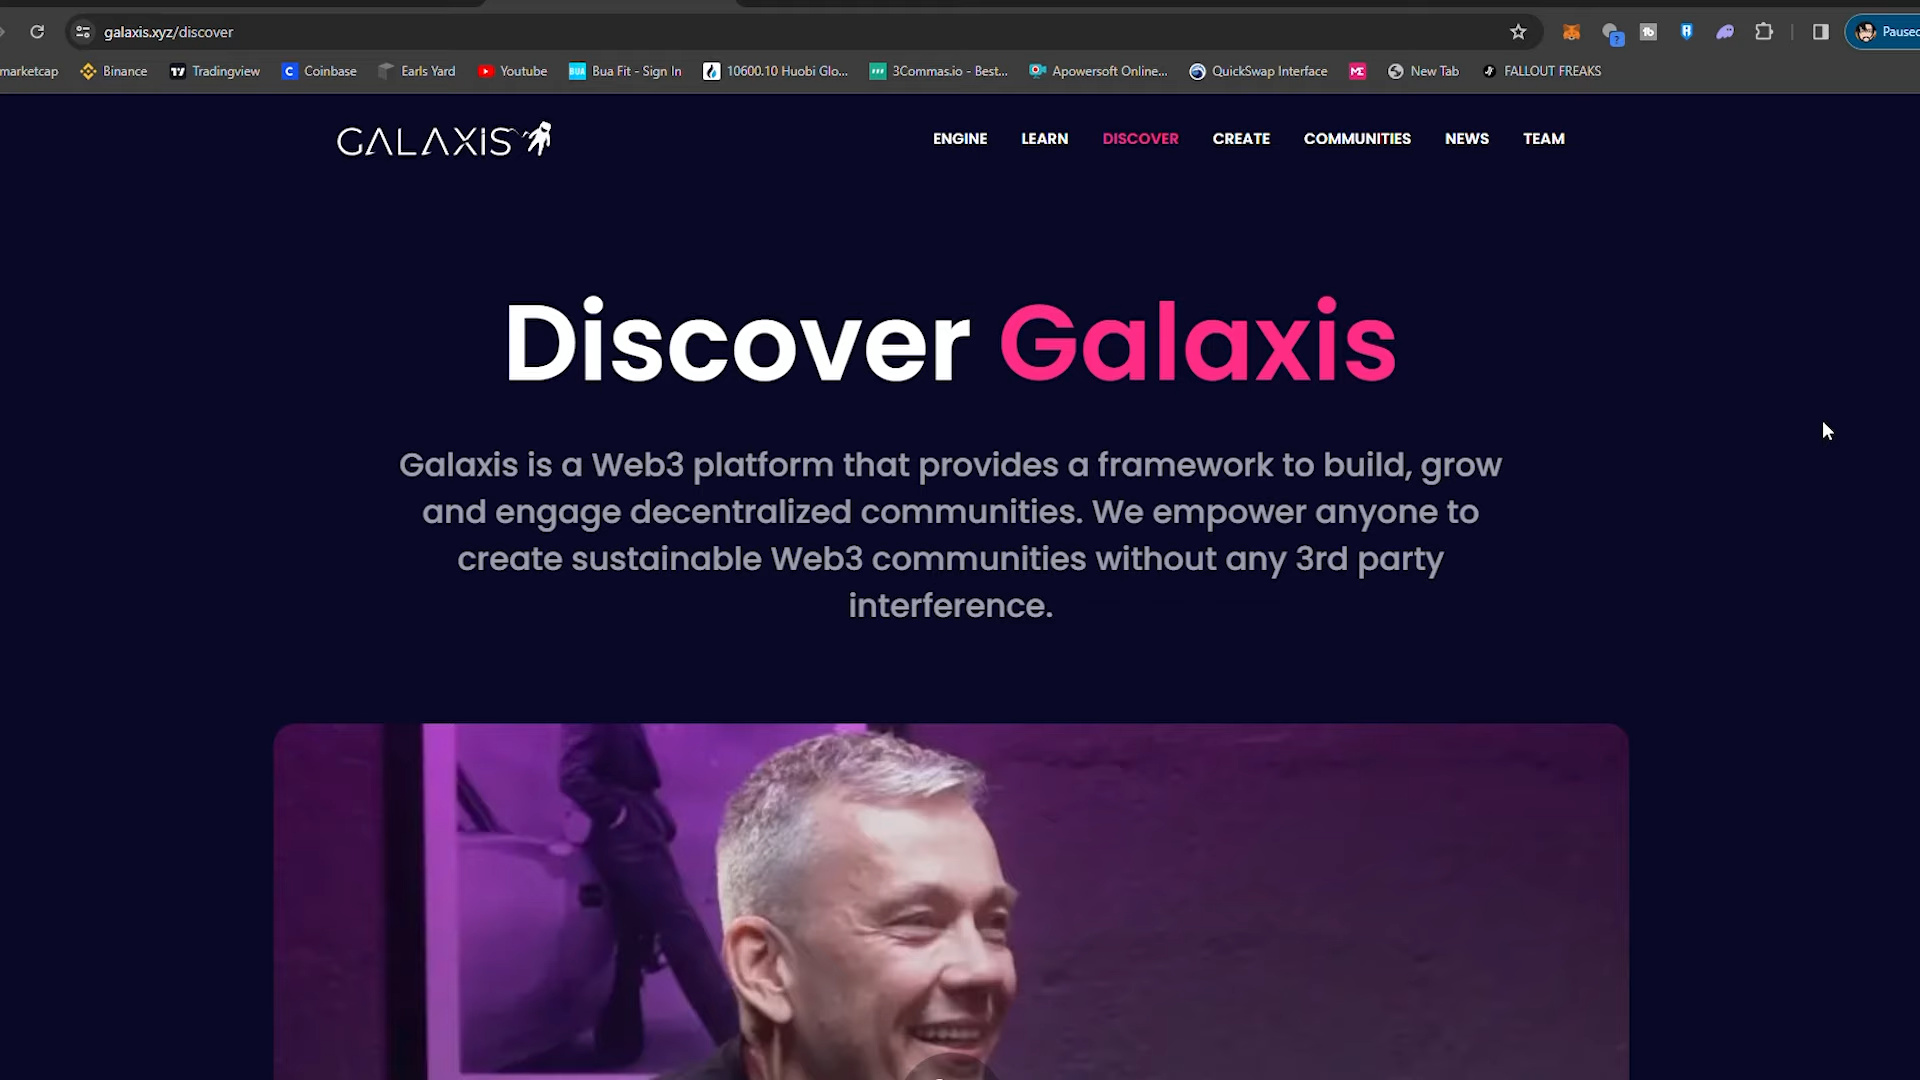 galaxis.xyz/discover
Paused
marketcap
Binance
Tradingview
Coinbase
Earls Yard
Youtube
Bua Fit - Sign In
10600.10 Huobi Glo...
3Commas.io - Best...
Apowersoft Online...
QuickSwap Interface
New Tab
FALLOUT FREAKS
GALAXIS
ENGINE
LEARN
DISCOVER
CREATE
COMMUNITIES
NEWS
TEAM
Discover Galaxis
Galaxis is a Web3 platform that provides a framework to build, grow
and engage decentralized communities. We empower anyone to
create sustainable Web3 communities without any 3rd party
interference.